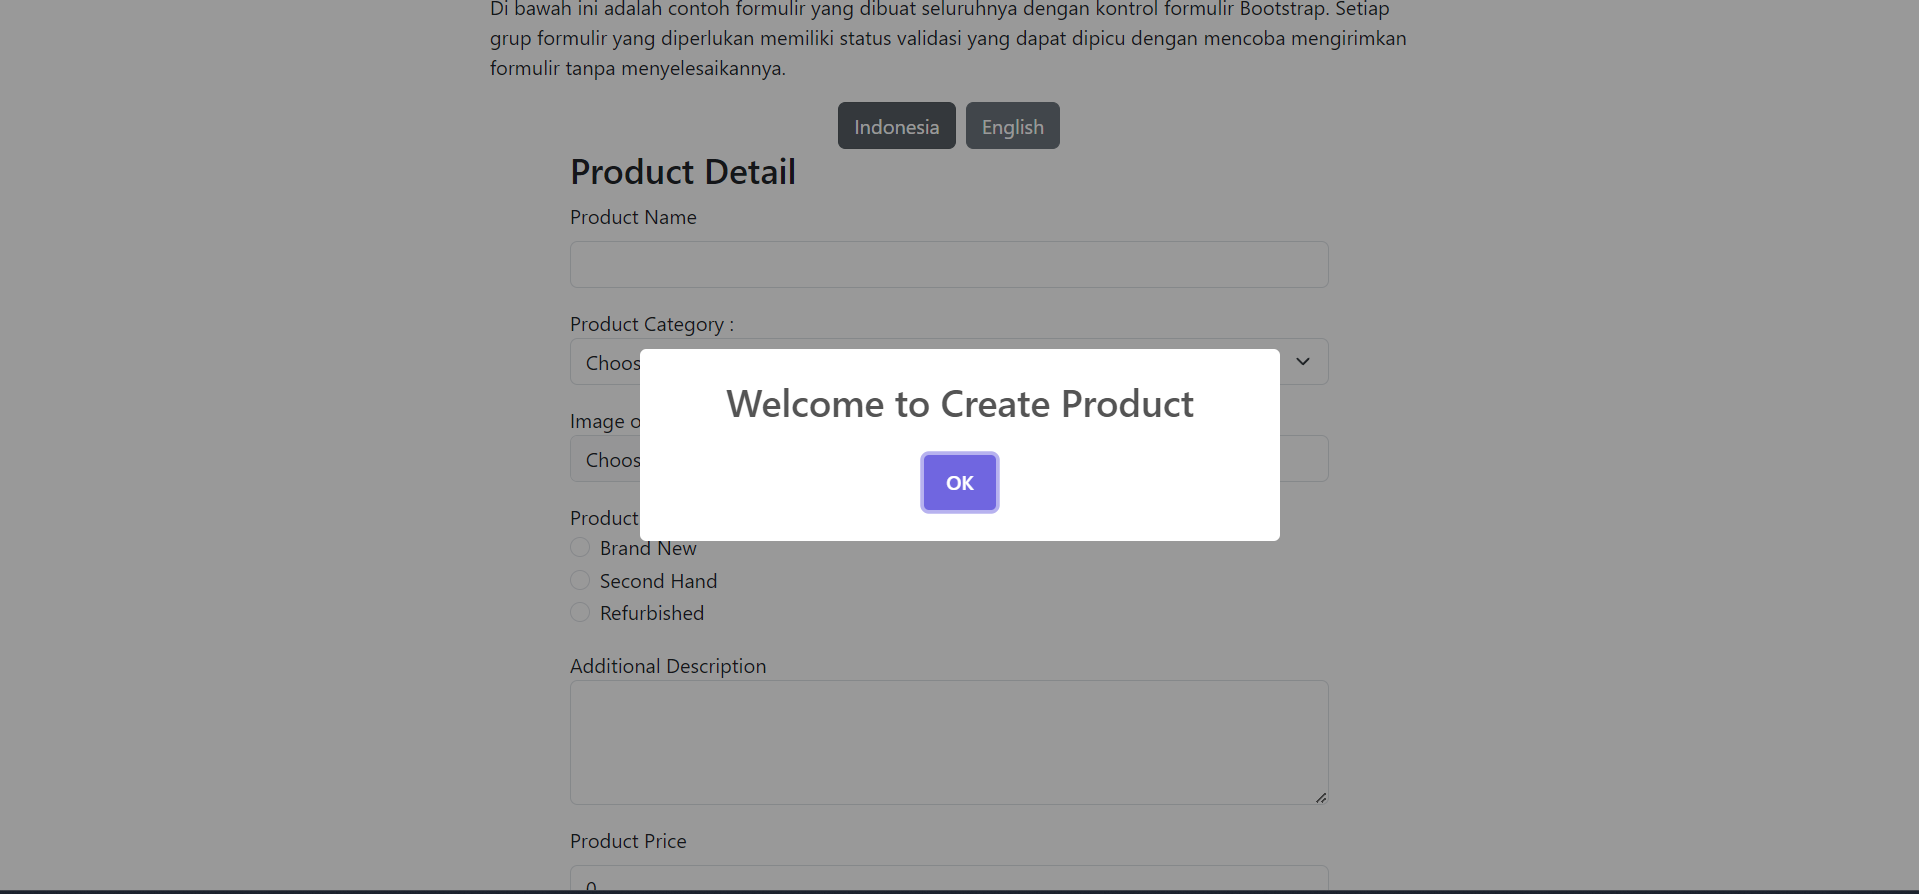 Di bawah ini adalah contoh formulir yang dibuat seluruhnya dengan kontrol formulir Bootstrap. Setiap
grup formulir yang diperlukan memiliki status validasi yang dapat dipicu dengan mencoba mengirimkan
formulir tanpa menyelesaikannya.
Indonesia English
Product Detail
Product Name
Product Category :
Choos
Welcome to Create Product
Image o
Choos
OK
Product
Brand New
Second Hand
Refurbished
Additional Description
Product Price
0